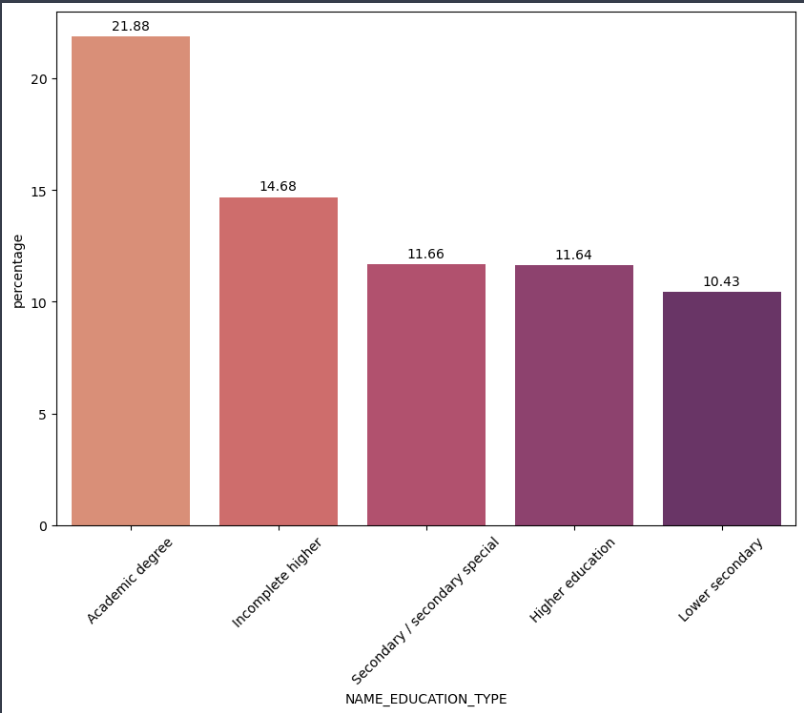 21.88
14.68
11.66
11.64
10.43
20
15
10
5
0
percentage
Academic degree
Incomplete higher
Secondary / secondary special
Higher education
Lower secondary
NAME_EDUCATION_TYPE